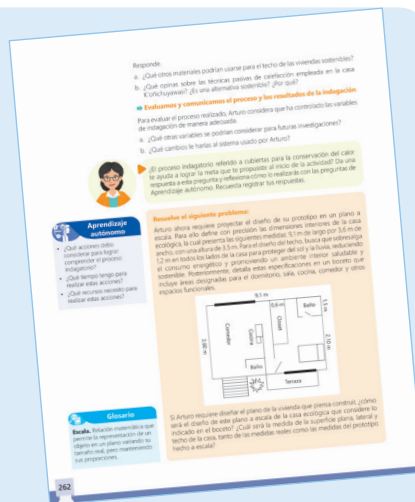 Responde.
a. ¿Qué otros materiales podrían usarse para el techo de las viviendas sostenibles?
b. ¿Qué opinas sobre las técnicas pasivas de calefacción empleada en la casa
K'oñichuyawasi? ¿Es una alternativa sostenible? ¿Por qué?
Evaluamos y comunicamos el proceso y los resultados de la indagación
Para evaluar el proceso realizado, Arturo considera que ha controlado las variables
de indagación de manera adecuada.
a. ¿Qué otras variables se podrían considerar para futuras investigaciones?
b. ¿Qué cambios le harías al sistema usado por Arturo?
¿El proceso indagatorio referido a cubiertas para la conservación del calor
te ayuda a lograr la meta que te propusiste al inicio de la actividad? Da una
respuesta a esta pregunta y reflexiona cómo lo realizarás con las preguntas de
Aprendizaje autónomo. Recuerda registrar tus respuestas.
Aprendizaje
autónomo
• ¿Qué acciones debo
considerar para lograr
comprender el proceso
indagatorio?
• ¿Qué tiempo tengo para
realizar estas acciones?
• ¿Qué recursos necesito para
realizar estas acciones?
Resuelve el siguiente problema:
Arturo ahora requiere proyectar el diseño de su prototipo en un plano a
escala. Para ello define con precisión las dimensiones interiores de la casa
ecológica, la cual presenta las siguientes medidas: 9,1 m de largo por 3,6 m de
ancho, con una altura de 3,5 m. Para el diseño del techo, busca que sobresalga
1,2 m en todos los lados de la casa para proteger del sol y la lluvia, reduciendo
el consumo energético y promoviendo un ambiente interior saludable y
sostenible. Posteriormente, detalla estas especificaciones en un boceto que
incluye áreas designadas para el dormitorio, sala, cocina, comedor y otros
espacios funcionales.
9,1 m
0,6 m
Baño
1,5 m
Comedor
Cocina
Closet
2,60 m
2,10 m
Baño
Terraza
Glosario
Escala. Relación matemática que
permite la representación de un
objeto en un plano variando su
tamaño real, pero manteniendo
sus proporciones.
Si Arturo requiere diseñar el plano de la vivienda que piensa construir, ¿cómo
será el diseño de este plano a escala de la casa ecológica que considere lo
indicado en el boceto? ¿Cuál será la medida de la superficie plana, lateral y
techo de la casa, tanto de las medidas reales como las medidas del prototipo
hecho a escala?
262